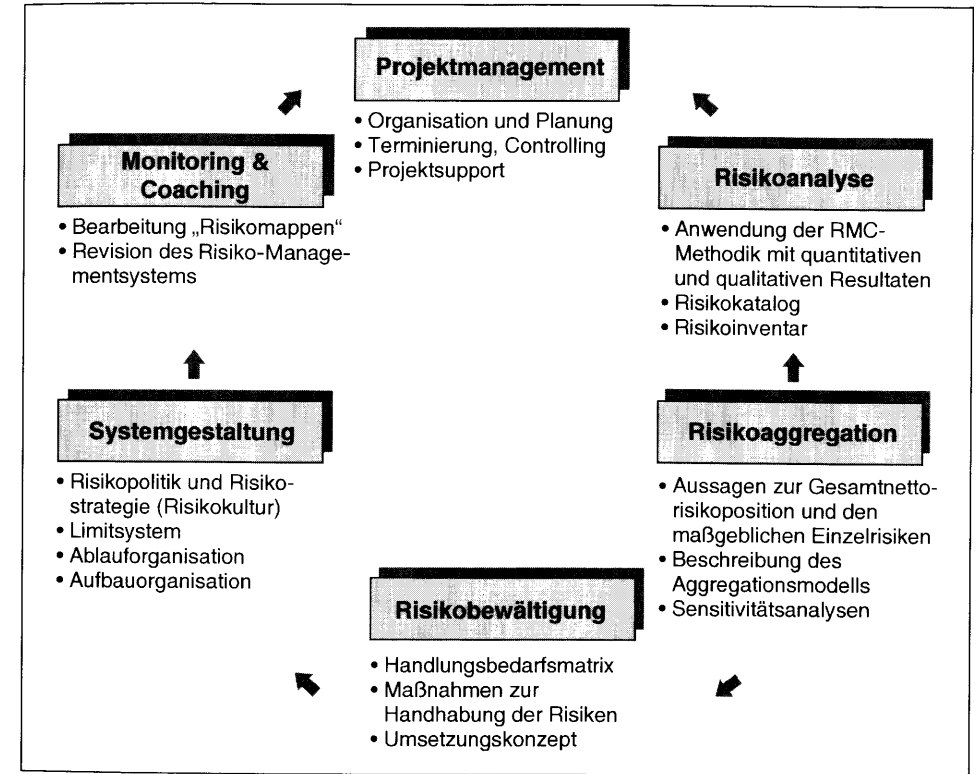 Projektmanagement
• Organisation und Planung
• Terminierung, Controlling
• Projektsupport
Monitoring &
Coaching
• Bearbeitung „Risikomappen“
• Revision des Risiko-Manage-
mentsystems
Risikoanalyse
• Anwendung der RMC-
Methodik mit quantitativen
und qualitativen Resultaten
• Risikokatalog
• Risikoinventar
Systemgestaltung
• Risikopolitik und Risiko-
strategie (Risikokultur)
• Limitsystem
• Ablauforganisation
• Aufbauorganisation
Risikoaggregation
• Aussagen zur Gesamtnetto-
risikoposition und den
maßgeblichen Einzelrisiken
• Beschreibung des
Aggregationsmodells
• Sensitivitätsanalysen
Risikobewältigung
• Handlungsbedarfsmatrix
• Maßnahmen zur
Handhabung der Risiken
• Umsetzungskonzept